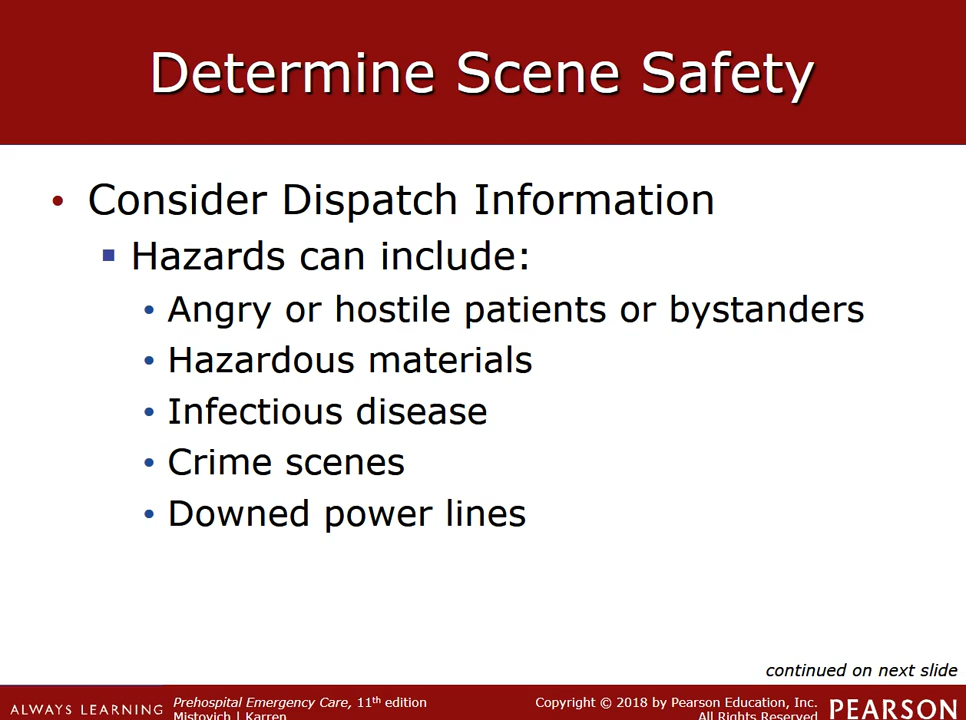 Determine Scene Safety
• Consider Dispatch Information
▪ Hazards can include:
• Angry or hostile patients or bystanders
• Hazardous materials
• Infectious disease
• Crime scenes
• Downed power lines
continued on next slide
ALWAYS LEARNING
Prehospital Emergency Care, 11th edition
Mistovich | Karren
Copyright © 2018 by Pearson Education, Inc.
All Rights Reserved
PEARSON